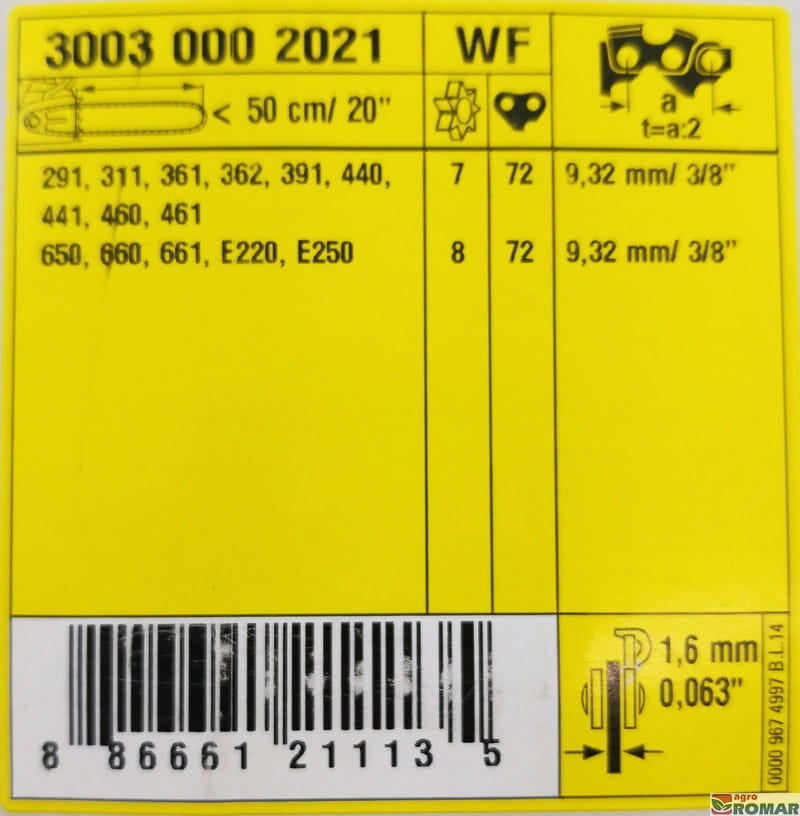 3003 000 2021 WF
< 50 cm/ 20" a
t=a:2
291, 311, 361, 362, 391, 440, 7 72 9,32 mm/ 3/8"
441, 460, 461
650, 660, 661, E220, E250 8 72 9,32 mm/ 3/8"
1,6 mm
0,063"
0000 967 4997 B.L.14
8 86661 21113 5
agro
ROMAR